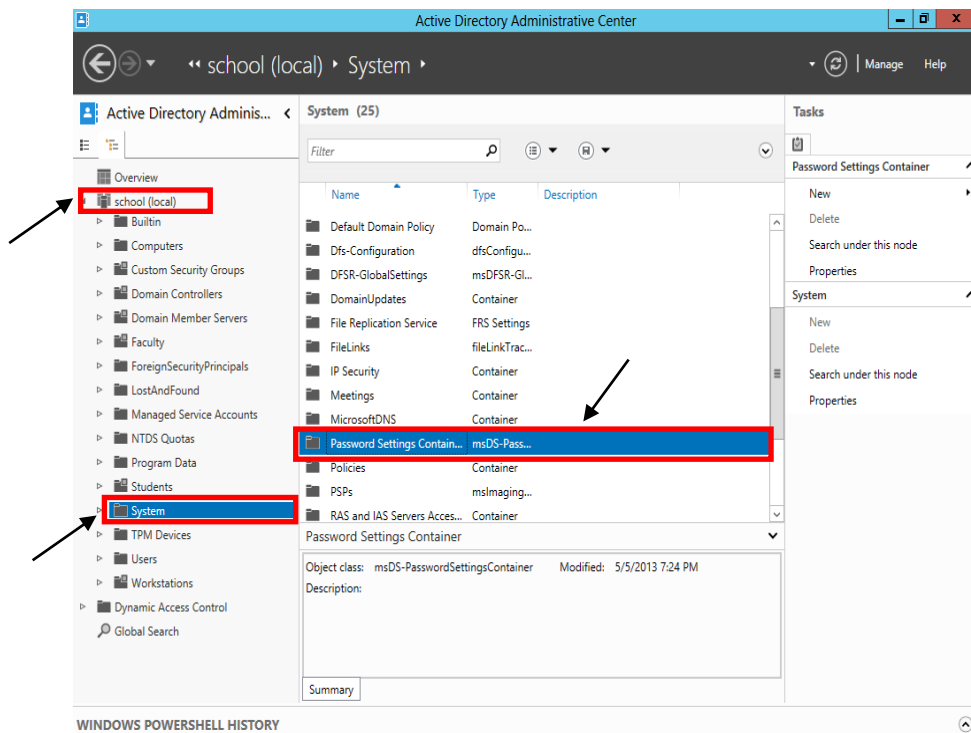 Active Directory Administrative Center
school (local) System
Manage Help
Active Directory Adminis...
Overview
school (local)
Builtin
Computers
Custom Security Groups
Domain Controllers
Domain Member Servers
Faculty
ForeignSecurityPrincipals
LostAndFound
Managed Service Accounts
NTDS Quotas
Program Data
Students
System
TPM Devices
Users
Workstations
Dynamic Access Control
Global Search
System (25)
Filter
Name Type Description
Default Domain Policy Domain Po...
Dfs-Configuration dfsConfigu...
DFSR-GlobalSettings msDFSR-Gl...
DomainUpdates Container
File Replication Service FRS Settings
FileLinks fileLinkTrac...
IP Security Container
Meetings Container
MicrosoftDNS Container
Password Settings Contain... msDS-Pass...
Policies Container
PSPs msImaging...
RAS and IAS Servers Acces... Container
Password Settings Container
Object class: msDS-PasswordSettingsContainer Modified: 5/5/2013 7:24 PM
Description:
Summary
Tasks
Password Settings Container
New
Delete
Search under this node
Properties
System
New
Delete
Search under this node
Properties
WINDOWS POWERSHELL HISTORY